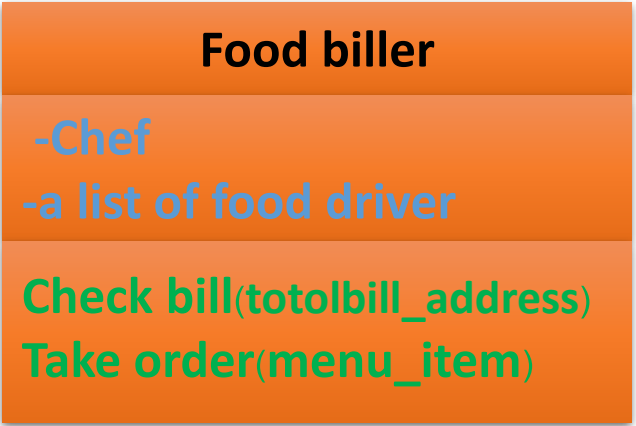 Food biller
-Chef
-a list of food driver
Check bill(totolbill_address)
Take order(menu_item)